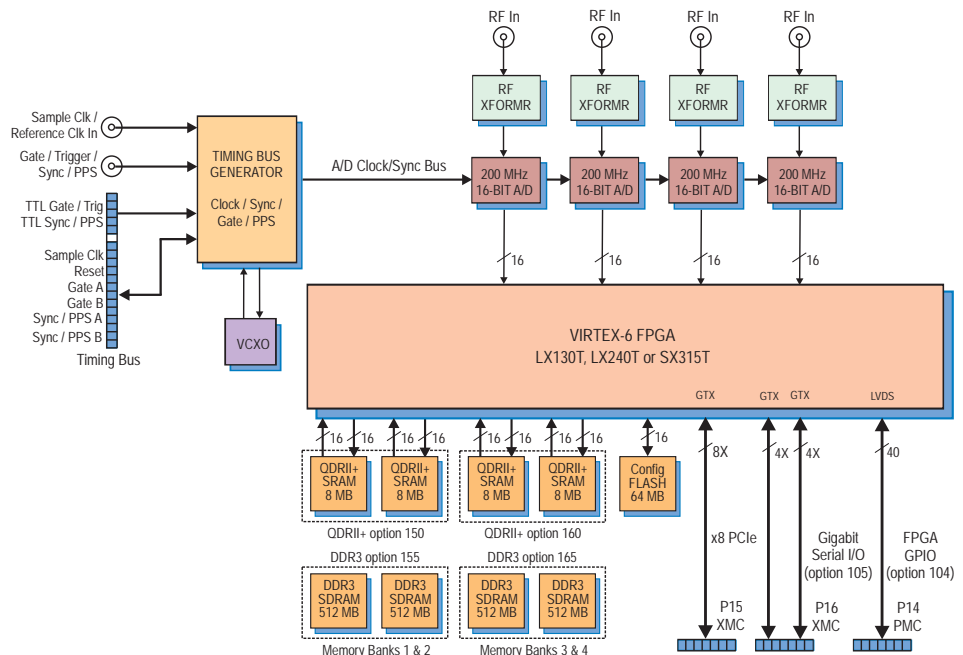 RF In
RF In
RF In
RF In
RF
XFORMR
RF
XFORMR
RF
XFORMR
RF
XFORMR
Sample Clk /
Reference Clk In
Gate / Trigger /
Sync / PPS
TTL Gate / Trig
TTL Sync / PPS
Sample Clk
Reset
Gate A
Gate B
Sync / PPS A
Sync / PPS B
Timing Bus
TIMING BUS
GENERATOR
Clock / Sync /
Gate / PPS
VCXO
A/D Clock/Sync Bus
200 MHz
16-BIT A/D
200 MHz
16-BIT A/D
200 MHz
16-BIT A/D
200 MHz
16-BIT A/D
16
16
16
16
VIRTEX-6 FPGA
LX130T, LX240T or SX315T
GTX
GTX
GTX
LVDS
16
16
16
16
16
16
16
16
16
8X
4X
4X
40
QDRII+
SRAM
8 MB
QDRII+
SRAM
8 MB
QDRII+
SRAM
8 MB
QDRII+
SRAM
8 MB
Config
FLASH
64 MB
QDRII+ option 150
QDRII+ option 160
DDR3 option 155
DDR3 option 165
DDR3
SDRAM
512 MB
DDR3
SDRAM
512 MB
DDR3
SDRAM
512 MB
DDR3
SDRAM
512 MB
Memory Banks 1 & 2
Memory Banks 3 & 4
x8 PCIe
Gigabit
Serial I/O
(option 105)
FPGA
GPIO
(option 104)
P15
XMC
P16
XMC
P14
PMC